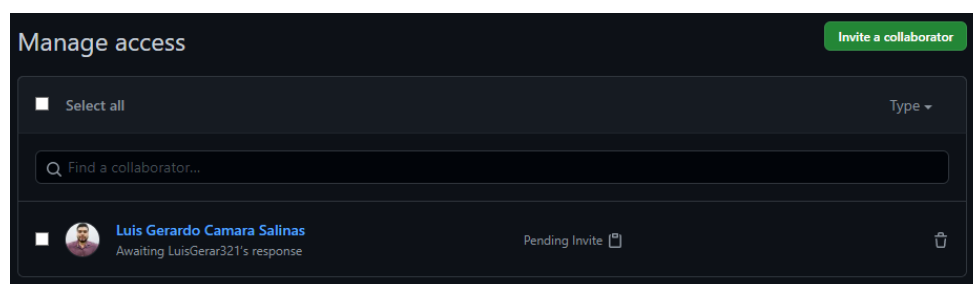 Manage access
Invite a collaborator
Select all
Type
Find a collaborator...
Luis Gerardo Camara Salinas
Awaiting LuisGerar321's response
Pending Invite